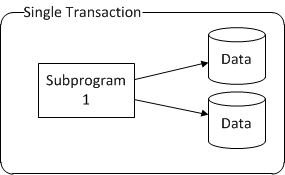 Single Transaction
Data
Subprogram
1
Data